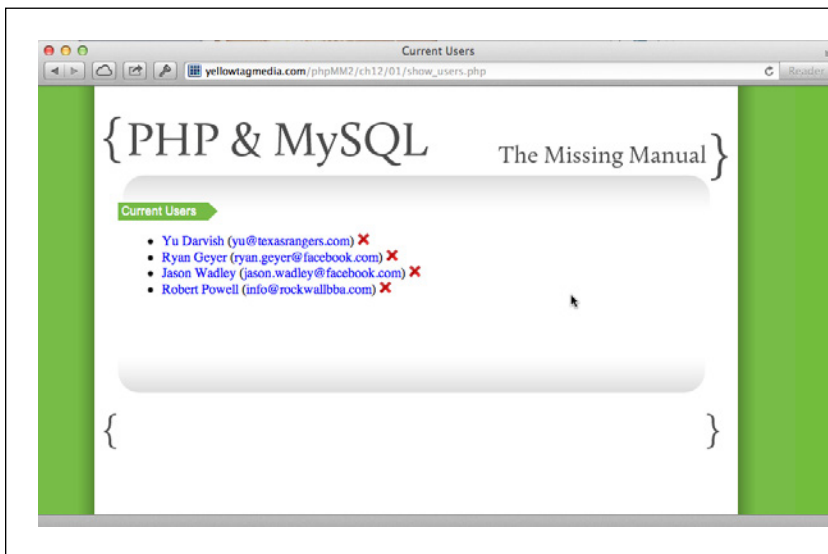 Current Users
yellowtagmedia.com/phpMM2/ch12/01/show_users.php
Reader
{PHP & MySQL
The Missing Manual}
Current Users
• Yu Darvish (yu@texasrangers.com)
• Ryan Geyer (ryan.geyer@facebook.com)
• Jason Wadley (jason.wadley@facebook.com)
• Robert Powell (info@rockwallbba.com)
{ }